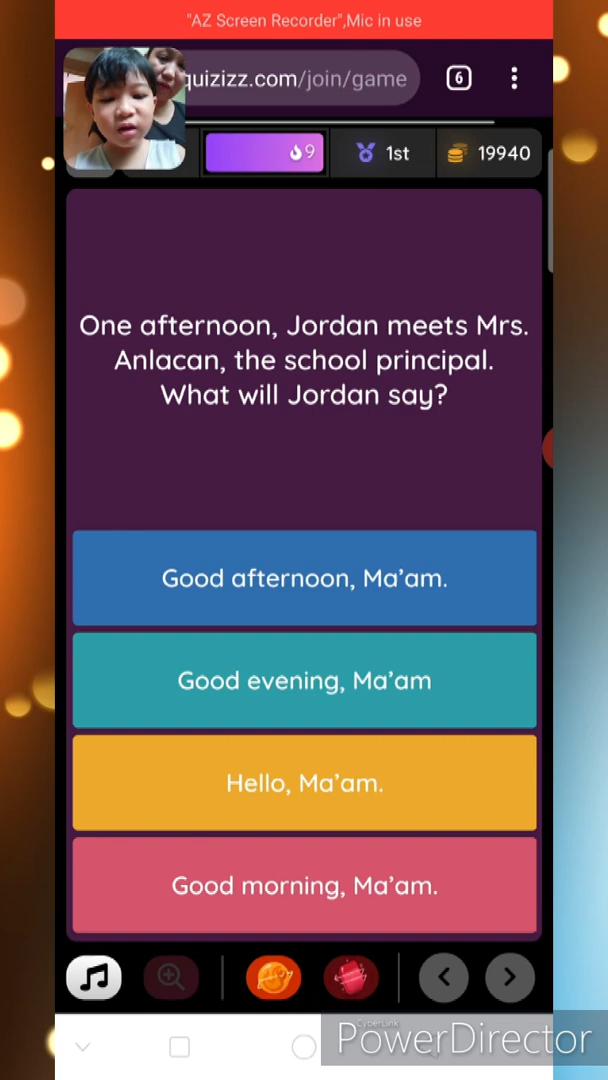 "AZ Screen Recorder",Mic in use
quizizz.com/join/game
6
9
1st
19940
One afternoon, Jordan meets Mrs.
Anlacan, the school principal.
What will Jordan say?
Good afternoon, Ma’am.
Good evening, Ma’am
Hello, Ma’am.
Good morning, Ma’am.
CyberLink
PowerDirector